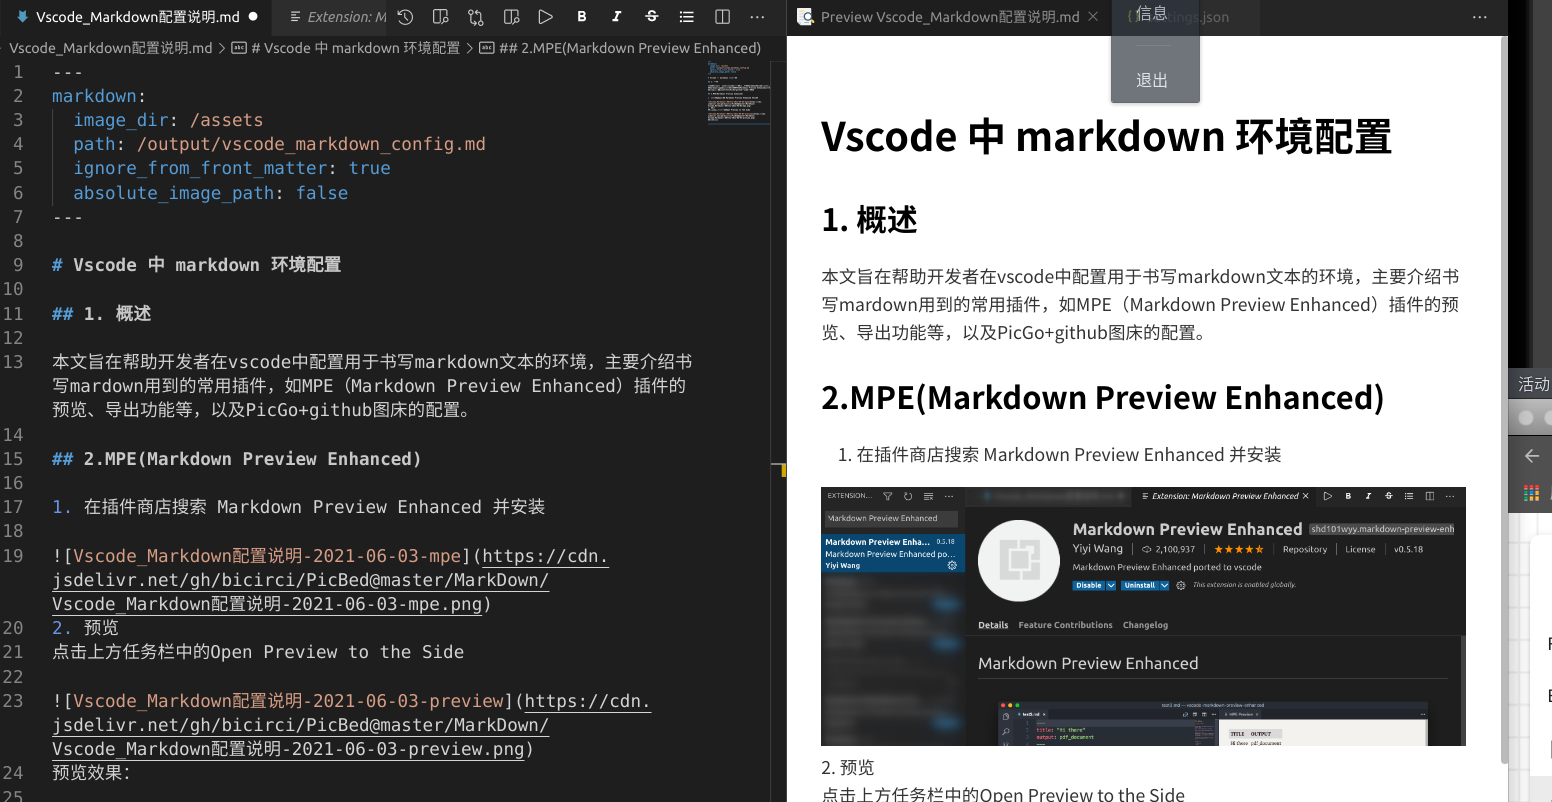 Vscode_Markdown配置说明.md
Extension: M
Preview Vscode_Markdown配置说明.md
信息
退出
Vscode_Markdown配置说明.md > # Vscode 中 markdown 环境配置 > ## 2.MPE(Markdown Preview Enhanced)
1 ---
2 markdown:
3 image_dir: /assets
4 path: /output/vscode_markdown_config.md
5 ignore_from_front_matter: true
6 absolute_image_path: false
7 ---
8
9 # Vscode 中 markdown 环境配置
10
11 ## 1. 概述
12
13 本文旨在帮助开发者在vscode中配置用于书写markdown文本的环境，主要介绍书
写mardown用到的常用插件，如MPE（Markdown Preview Enhanced）插件的
预览、导出功能等，以及PicGo+github图床的配置。
14
15 ## 2.MPE(Markdown Preview Enhanced)
16
17 1. 在插件商店搜索 Markdown Preview Enhanced 并安装
18
19 ![Vscode_Markdown配置说明-2021-06-03-mpe](https://cdn.
jsdelivr.net/gh/bicirci/PicBed@master/MarkDown/
Vscode_Markdown配置说明-2021-06-03-mpe.png)
20 2. 预览
21 点击上方任务栏中的Open Preview to the Side
22
23 ![Vscode_Markdown配置说明-2021-06-03-preview](https://cdn.
jsdelivr.net/gh/bicirci/PicBed@master/MarkDown/
Vscode_Markdown配置说明-2021-06-03-preview.png)
24 预览效果：
25
Vscode 中 markdown 环境配置
1. 概述
本文旨在帮助开发者在vscode中配置用于书写markdown文本的环境，主要介绍书
写mardown用到的常用插件，如MPE（Markdown Preview Enhanced）插件的预
览、导出功能等，以及PicGo+github图床的配置。
2.MPE(Markdown Preview Enhanced)
1. 在插件商店搜索 Markdown Preview Enhanced 并安装
EXTENSION...
Extension: Markdown Preview Enhanced
Markdown Preview Enhanced
Markdown Preview Enha... 0.5.18
Markdown Preview Enhanced po...
Yiyi Wang
Markdown Preview Enhanced shd101wyy.markdown-preview-enh
Yiyi Wang 2,100,937 Repository License v0.5.18
Markdown Preview Enhanced ported to vscode
Disable Uninstall This extension is enabled globally.
Details Feature Contributions Changelog
Markdown Preview Enhanced
title: "Hi there"
output: pdf_document
TITLE OUTPUT
Hi there pdf_document
2. 预览
点击上方任务栏中的Open Preview to the Side
活动